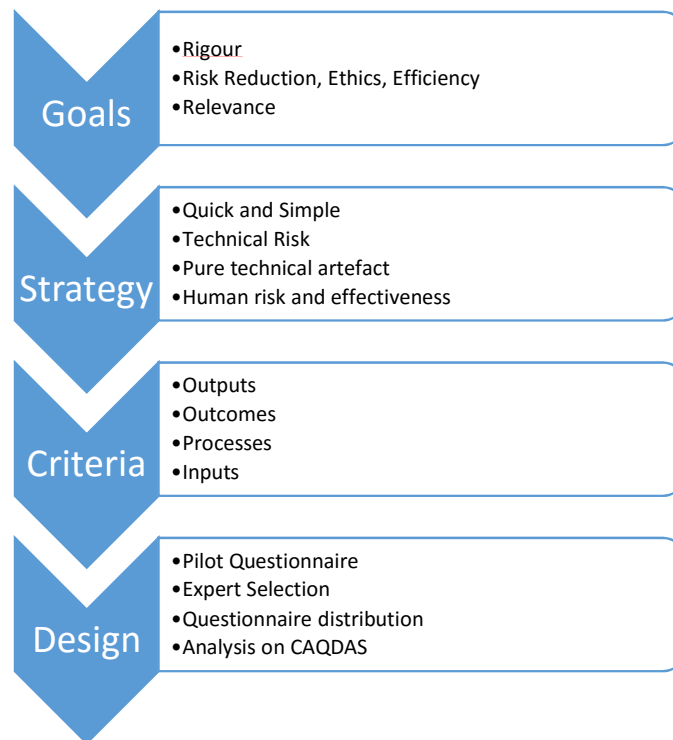 Goals
•Rigour
•Risk Reduction, Ethics, Efficiency
•Relevance
Strategy
•Quick and Simple
•Technical Risk
•Pure technical artefact
•Human risk and effectiveness
Criteria
•Outputs
•Outcomes
•Processes
•Inputs
Design
•Pilot Questionnaire
•Expert Selection
•Questionnaire distribution
•Analysis on CAQDAS